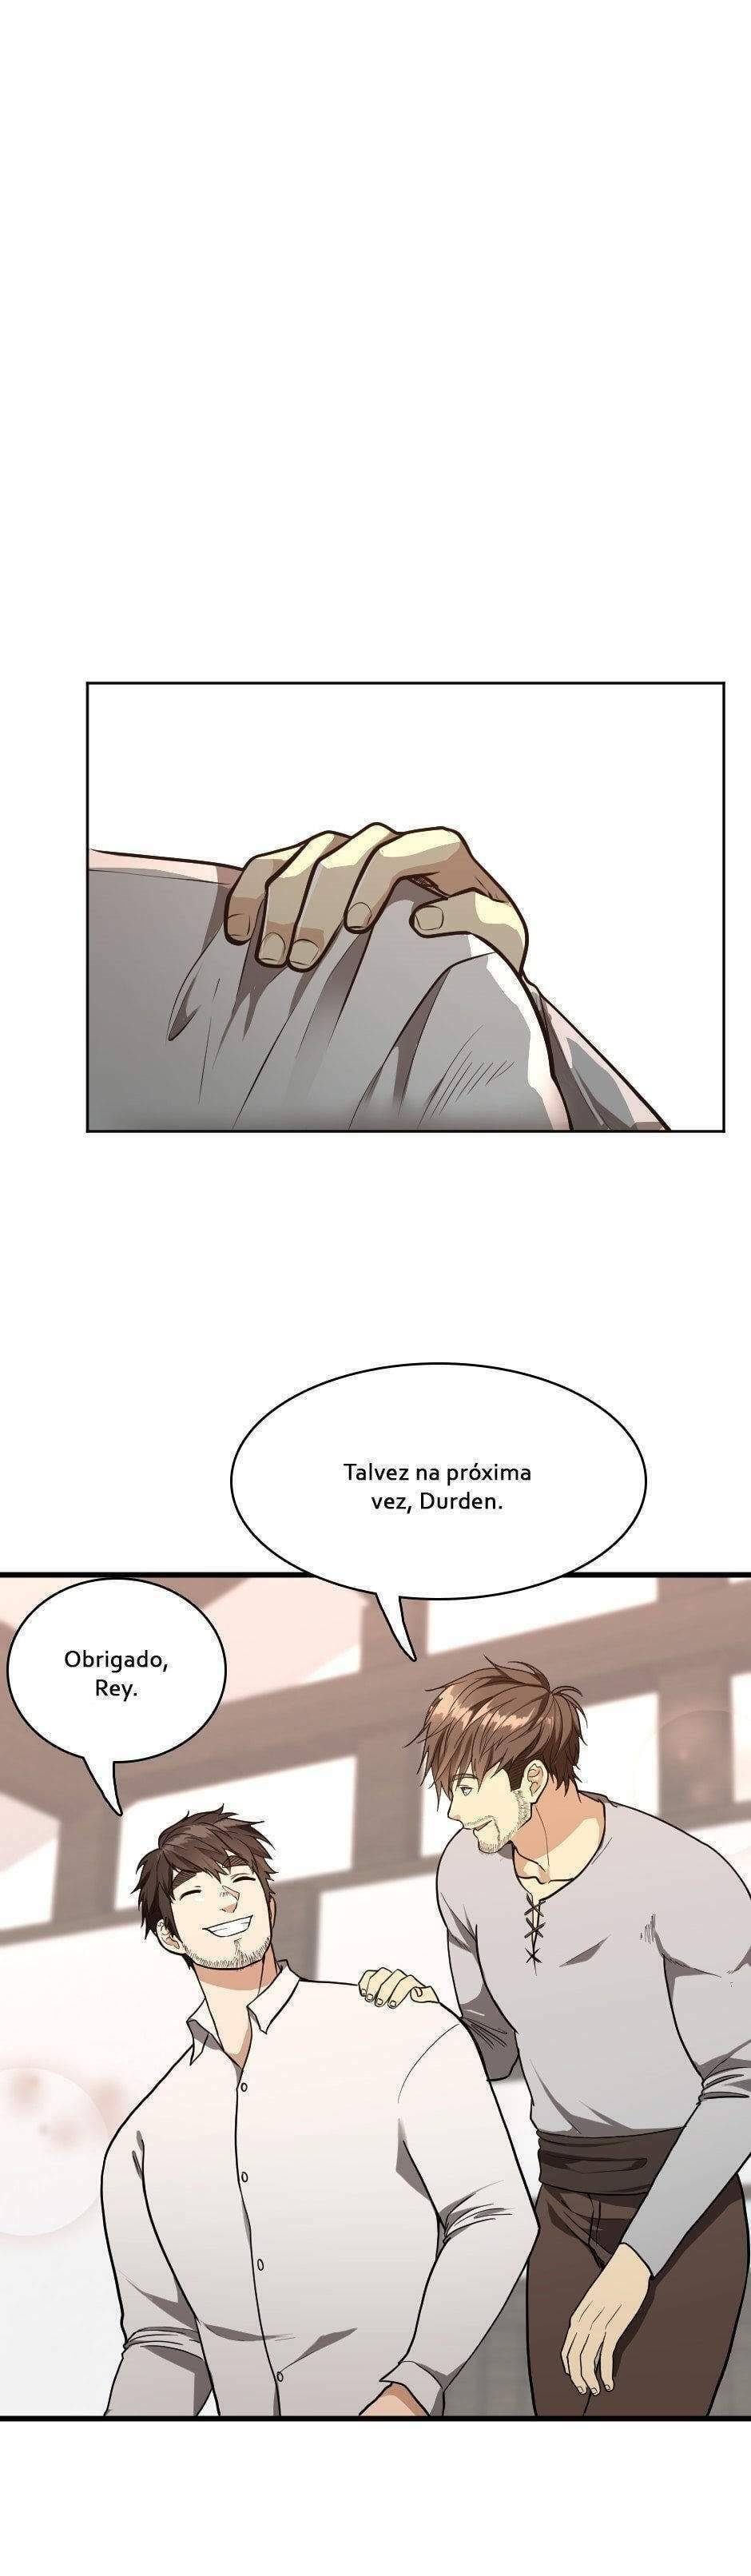 Talvez na próxima
vez, Durden.
Obrigado,
Rey.